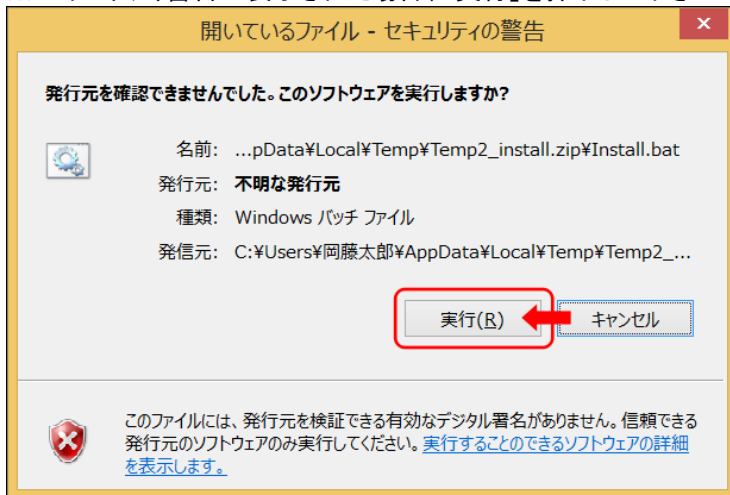 開いているファイル - セキュリティの警告
発行元を確認できませんでした。このソフトウェアを実行しますか?
名前: ...pData¥Local¥Temp¥Temp2_install.zip¥Install.bat
発行元: 不明な発行元
種類: Windows バッチ ファイル
発信元: C:¥Users¥岡藤太郎¥AppData¥Local¥Temp¥Temp2_...
実行(R) キャンセル
このファイルには、発行元を検証できる有効なデジタル署名がありません。信頼できる
発行元のソフトウェアのみ実行してください。実行することのできるソフトウェアの詳細
を表示します。